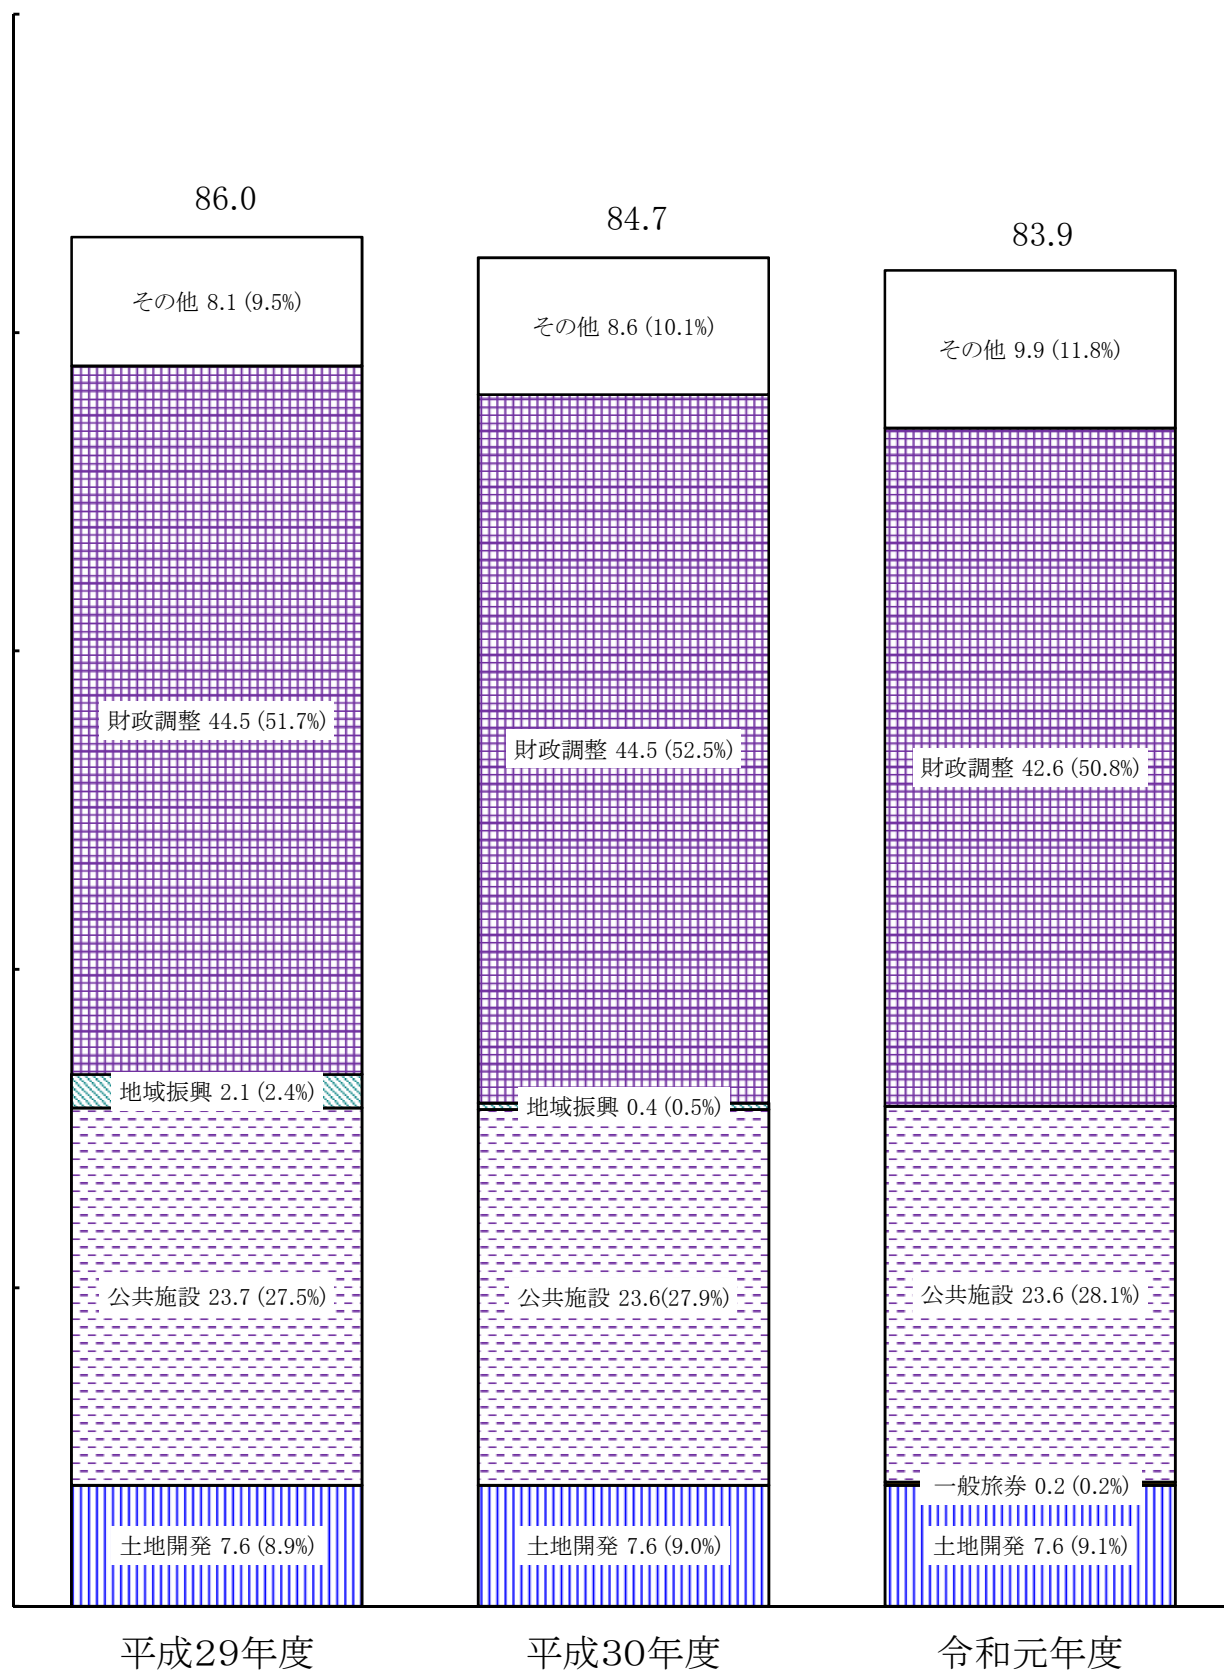 86.0
84.7
83.9
その他 8.1 (9.5%)
その他 8.6 (10.1%)
その他 9.9 (11.8%)
財政調整 44.5 (51.7%)
財政調整 44.5 (52.5%)
財政調整 42.6 (50.8%)
地域振興 2.1 (2.4%)
地域振興 0.4 (0.5%)
公共施設 23.7 (27.5%)
公共施設 23.6(27.9%)
公共施設 23.6 (28.1%)
一般旅券 0.2 (0.2%)
土地開発 7.6 (8.9%)
土地開発 7.6 (9.0%)
土地開発 7.6 (9.1%)
平成29年度
平成30年度
令和元年度